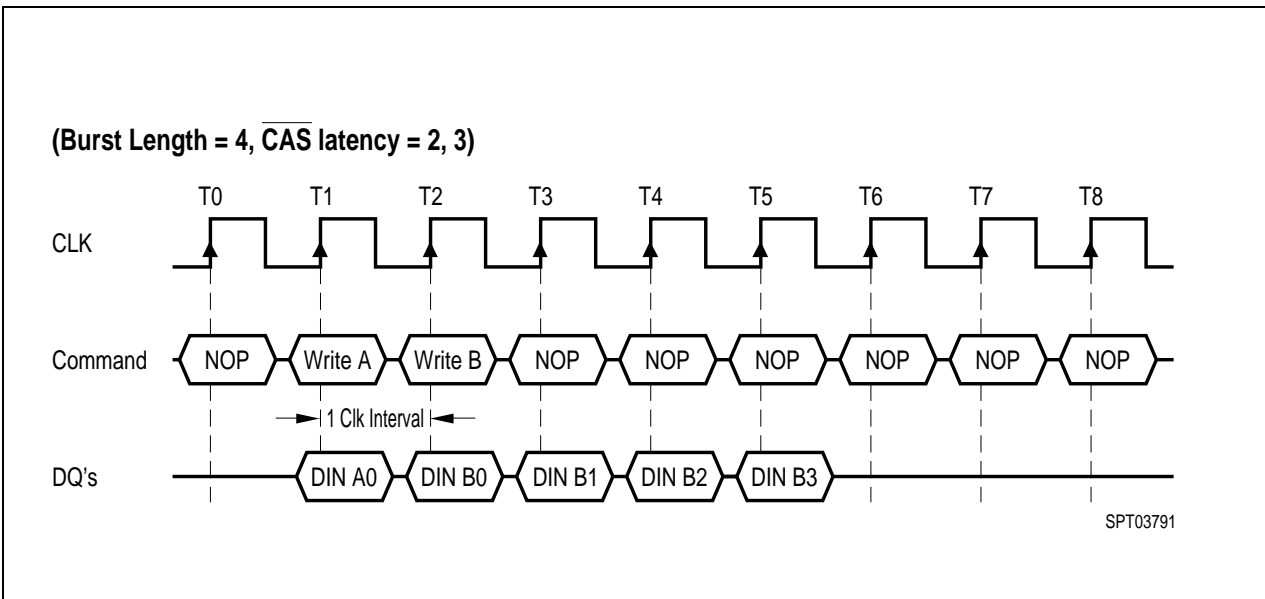 (Burst Length = 4, CAS latency = 2, 3)
T0 T1 T2 T3 T4 T5 T6 T7 T8
CLK
Command NOP Write A Write B NOP NOP NOP NOP NOP NOP
1 Clk Interval
DQ's DIN A0 DIN B0 DIN B1 DIN B2 DIN B3
SPT03791